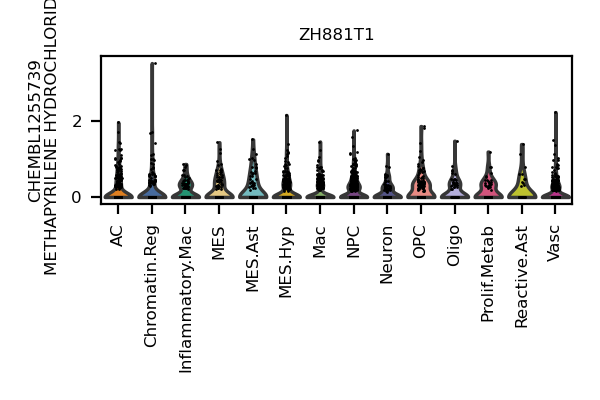 ZH881T1
CHEMBL1255739
METHAPYRILENE HYDROCHLORID
2
0
AC
Chromatin.Reg
Inflammatory.Mac
MES
MES.Ast
MES.Hyp
Mac
NPC
Neuron
OPC
Oligo
Prolif.Metab
Reactive.Ast
Vasc